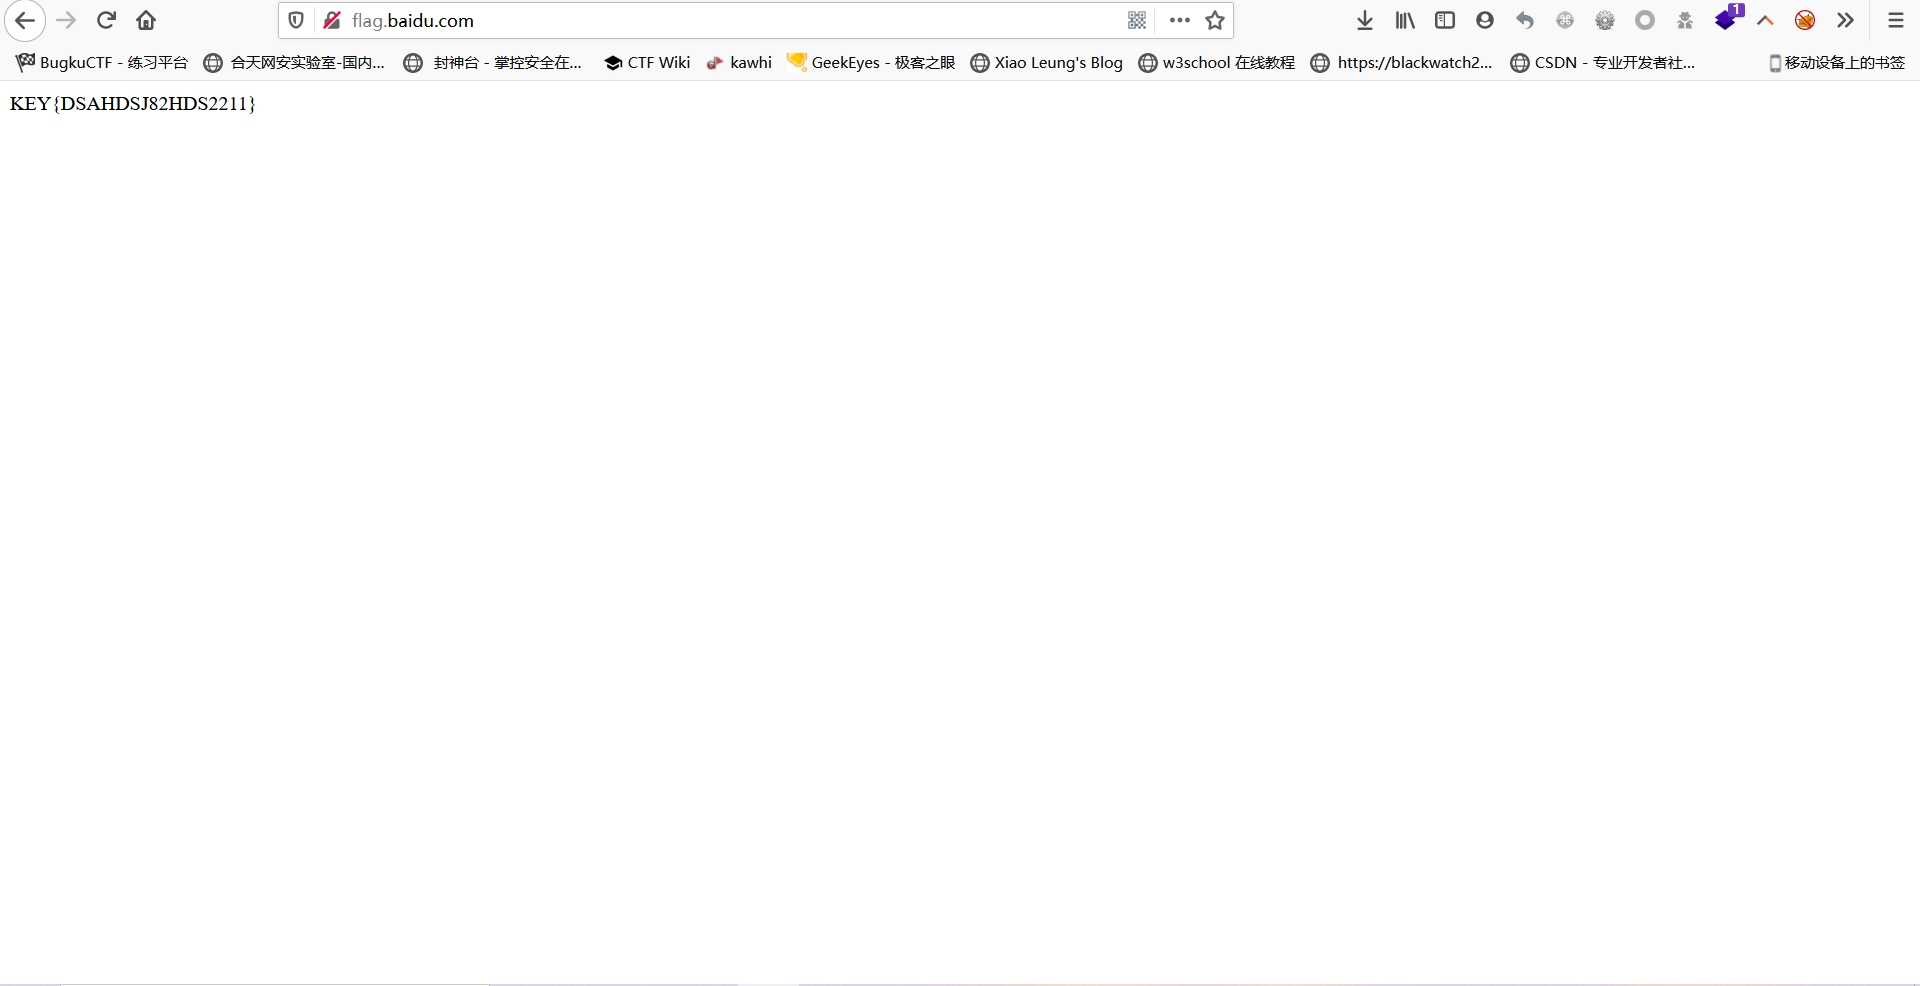 flag.baidu.com
1
BugkuCTF - 练习平台 合天网安实验室-国内... 封神台 - 掌控安全在... CTF Wiki kawhi GeekEyes - 极客之眼 Xiao Leung's Blog w3school 在线教程 https://blackwatch2... CSDN - 专业开发者社... 移动设备上的书签
KEY{DSAHDSJ82HDS2211}